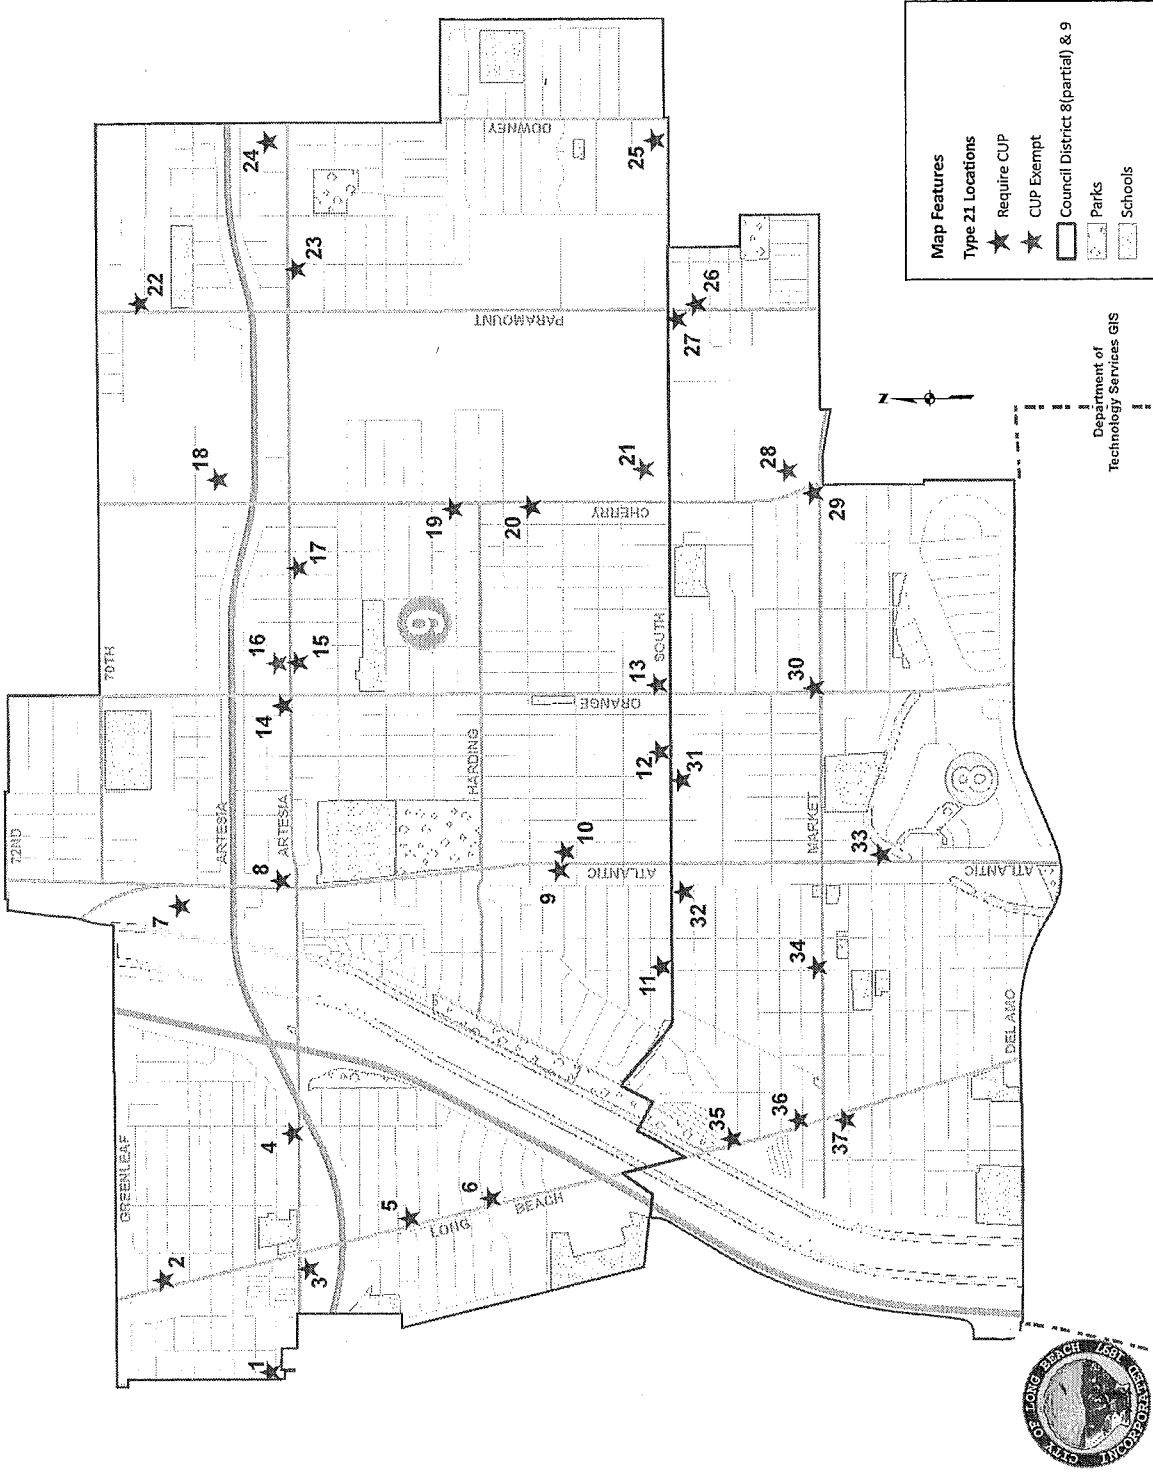 GREENLEAF
72ND
70TH
ARTESIA
ARTESIA
HARDING
DOWNEY
PARAMOUNT
CHERRY
ORANGE
SOUTH
ATLANTIC
LONG
BEACH
MARKET
ATLANTIC
DEL AMO
1
2
3
4
5
6
7
8
9
10
11
12
13
14
15
16
17
18
19
20
21
22
23
24
25
26
27
28
29
30
31
32
33
34
35
36
37
9
8
N
Map Features
Type 21 Locations
Require CUP
CUP Exempt
Council District 8(partial) & 9
Parks
Schools
Department of
Technology Services GIS
CITY OF LONG BEACH
INCORPORATED 1897